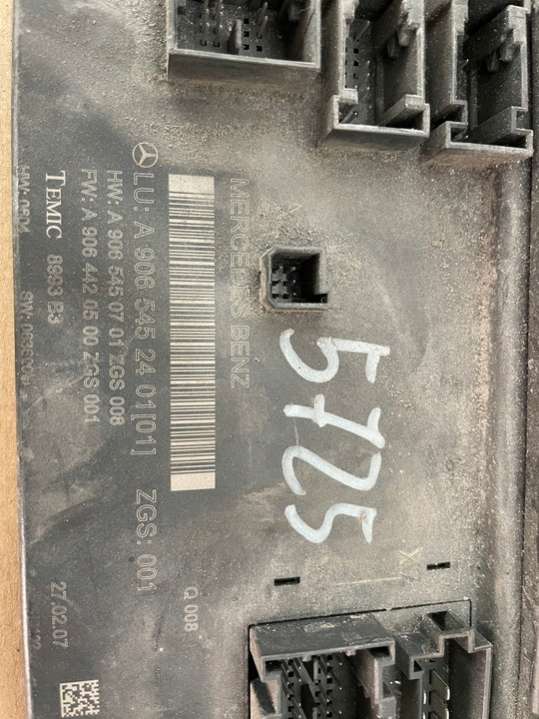 MERCEDES BENZ
LU: A 906 545 24 01[01] ZGS: 001
HW: A 906 545 07 01 ZGS 008
FW: A 906 442 05 00 ZGS 001
Q 008
TEMIC 8863 B3
27.02.07
5725